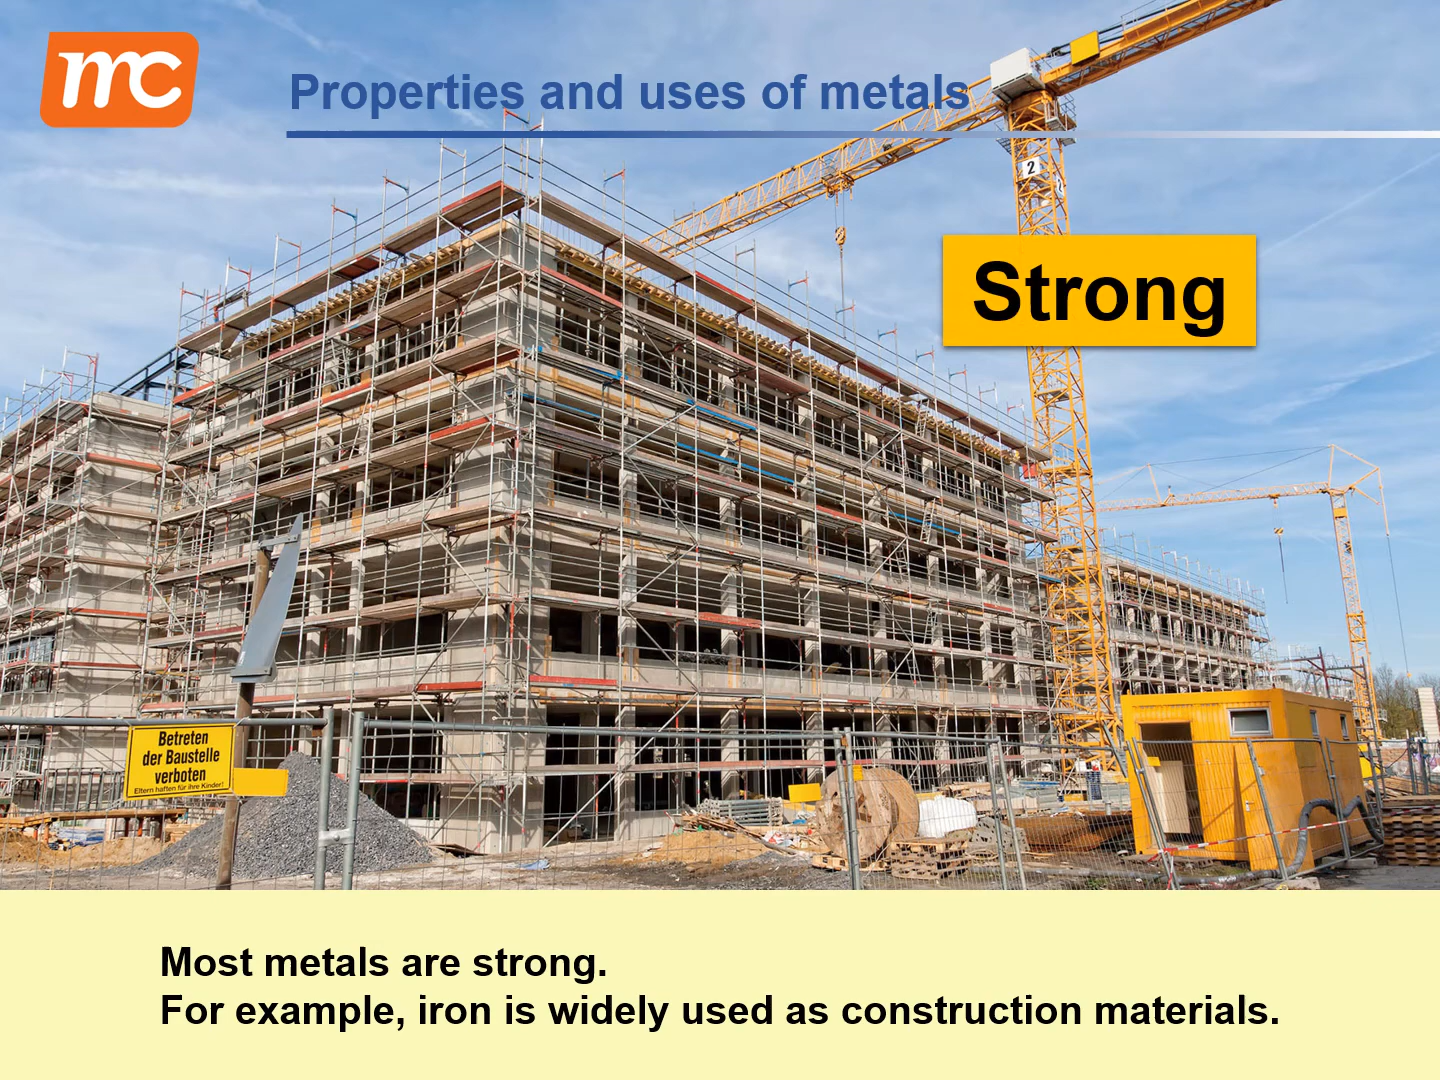 mc
Properties and uses of metals
2
Strong
Betreten
der Baustelle
verboten
Eltern haften für ihre Kinder!
Most metals are strong.
For example, iron is widely used as construction materials.